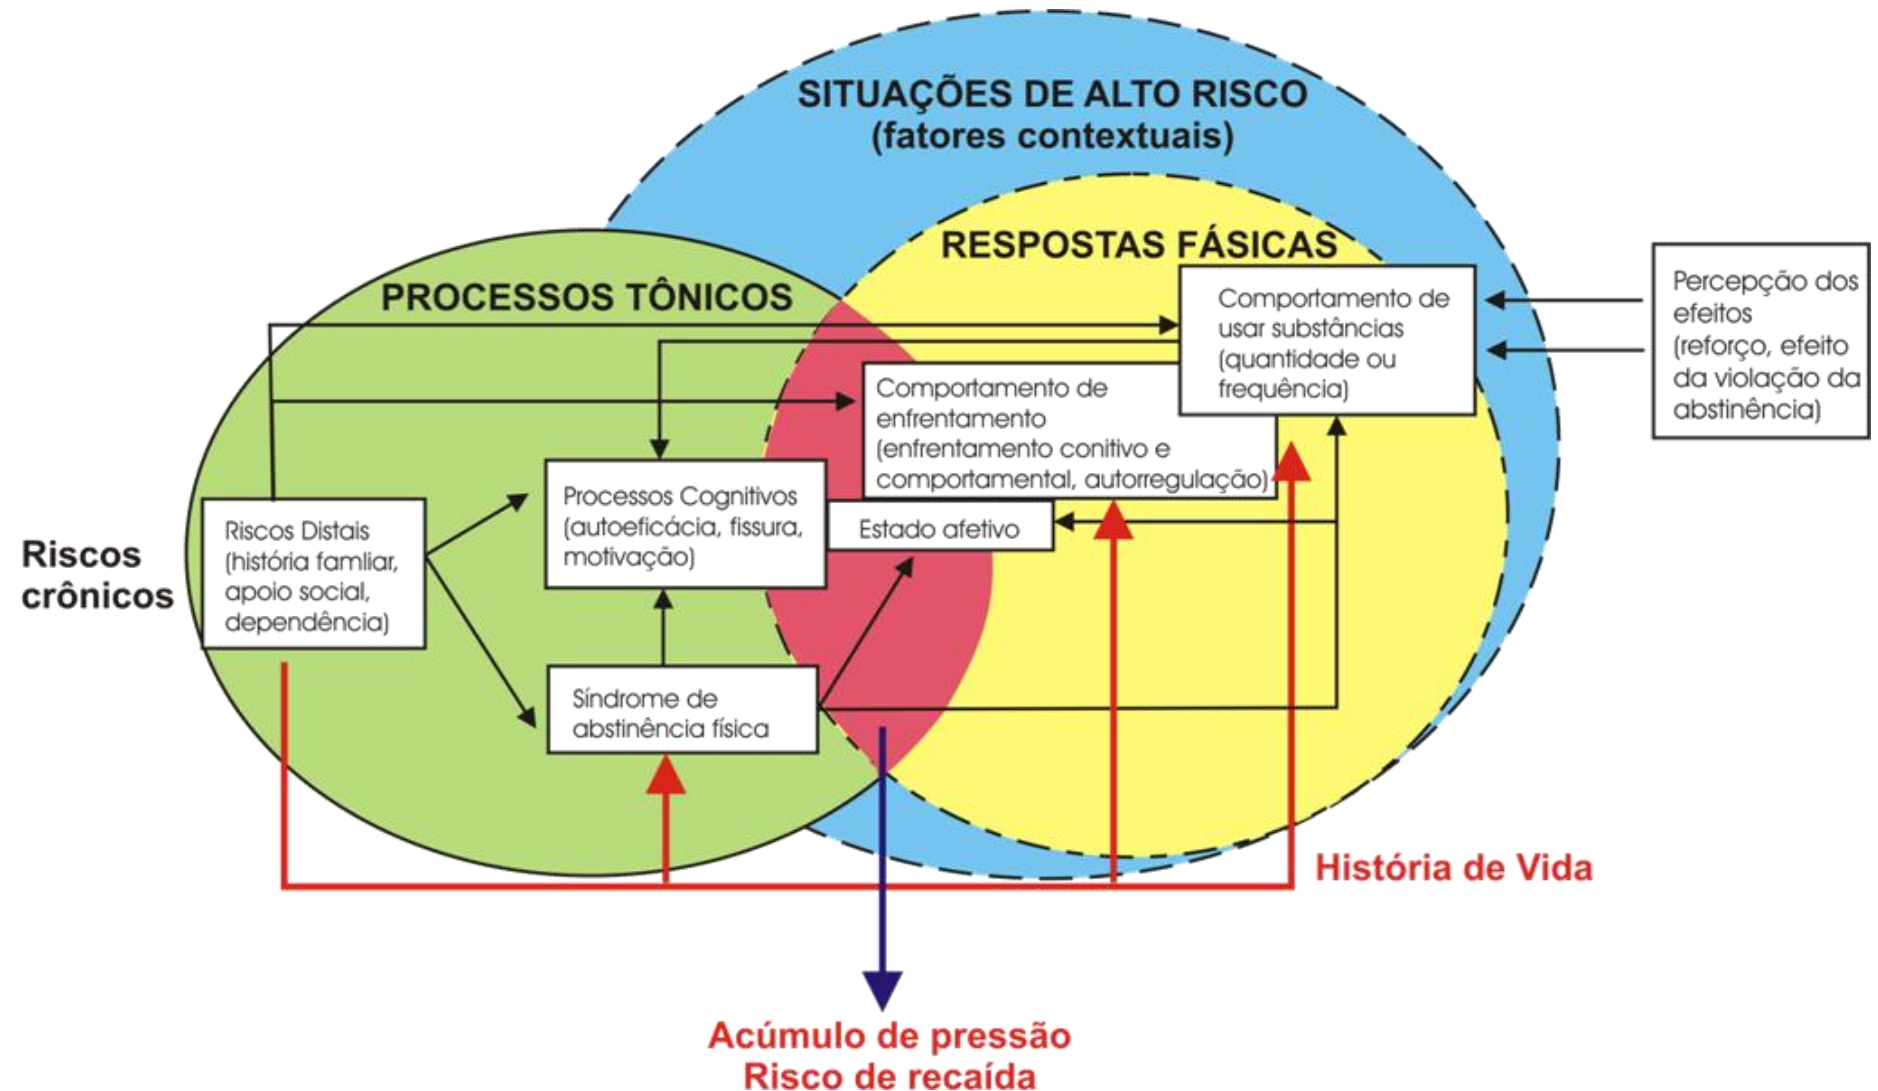 SITUAÇÕES DE ALTO RISCO
(fatores contextuais)
RESPOSTAS FÁSICAS
PROCESSOS TÔNICOS
Comportamento de
usar substâncias
(quantidade ou
frequência)
Percepção dos
efeitos
(reforço, efeito
da violação da
abstinência)
Comportamento de
enfrentamento
(enfrentamento conitivo e
comportamental, autorregulação)
Processos Cognitivos
(autoeficácia, fissura,
motivação)
Estado afetivo
Riscos
crônicos
Riscos Distais
(história famliar,
apoio social,
dependência)
Síndrome de
abstinência física
História de Vida
Acúmulo de pressão
Risco de recaída